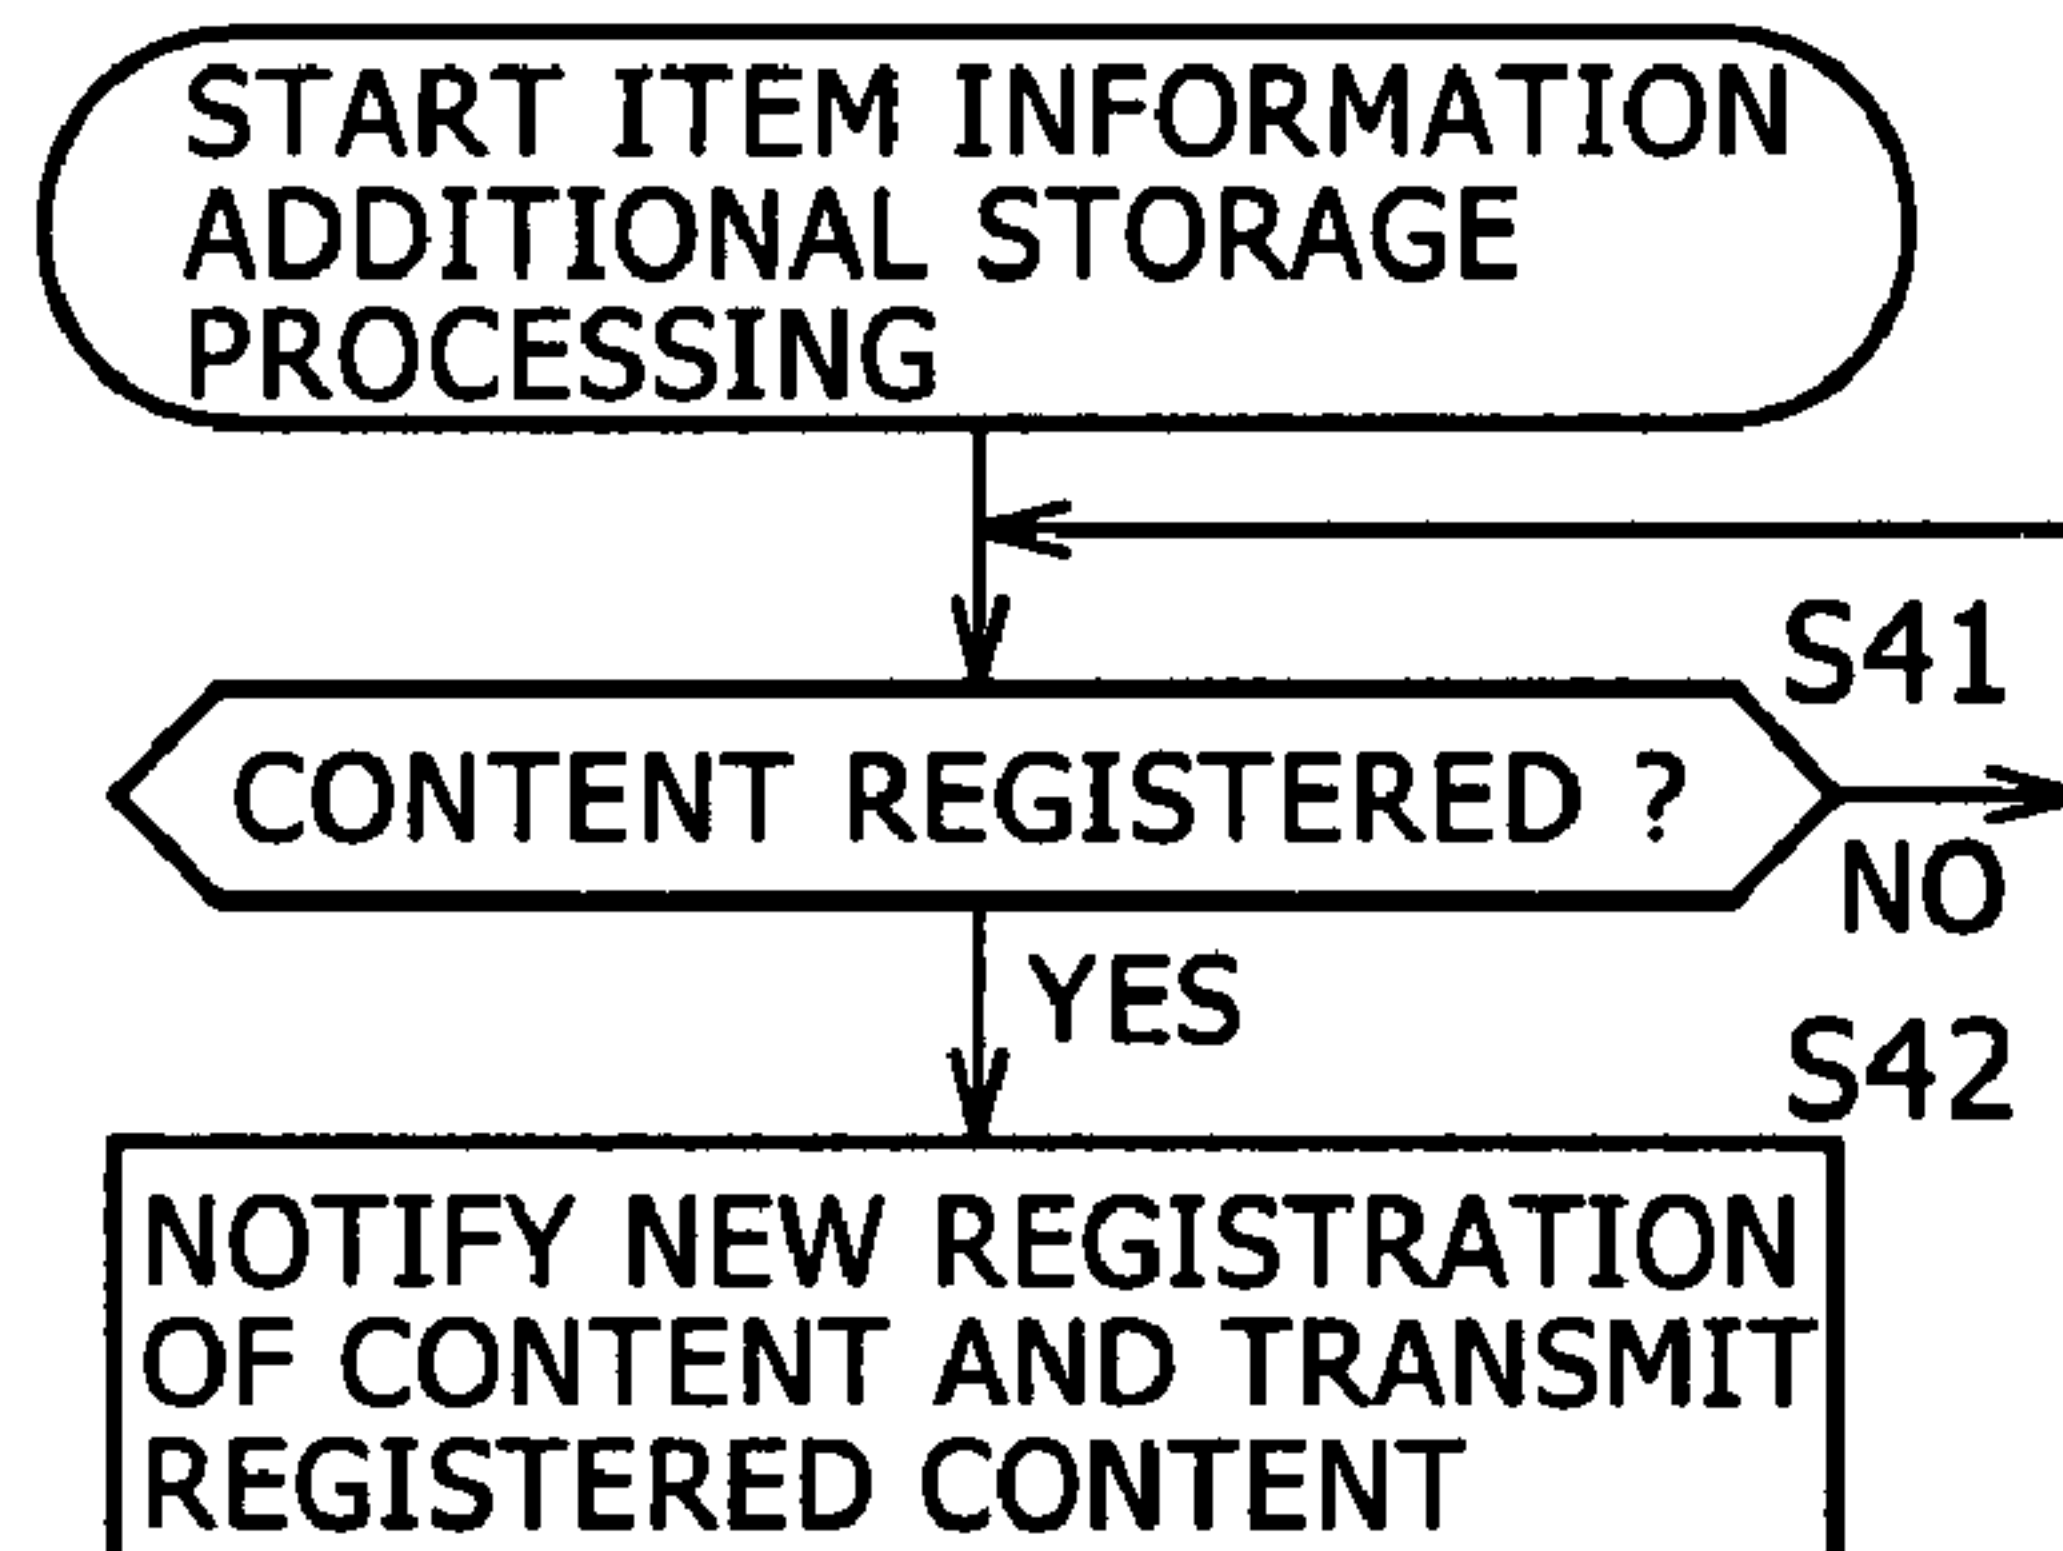 START ITEM INFORMATION
ADDITIONAL STORAGE
PROCESSING
S41
CONTENT REGISTERED ?
NO
YES
S42
NOTIFY NEW REGISTRATION
OF CONTENT AND TRANSMIT
REGISTERED CONTENT